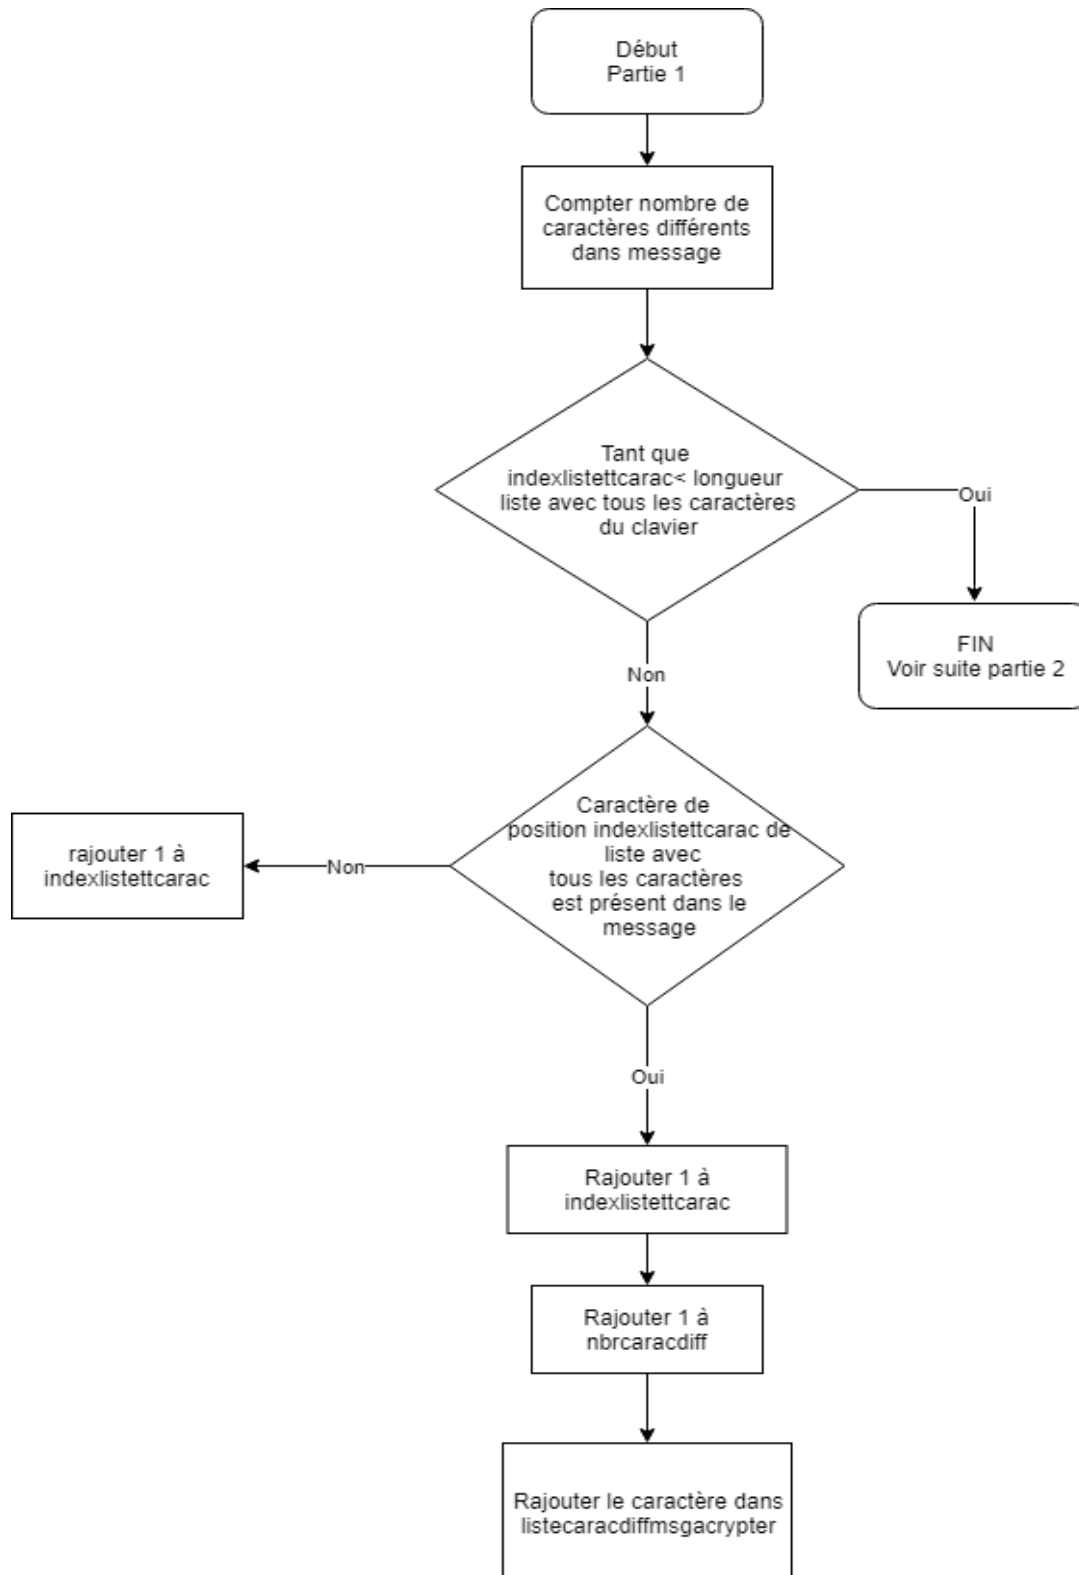 Début
Partie 1
Compter nombre de
caractères différents
dans message
Tant que
indexlistettcarac< longueur
liste avec tous les caractères
du clavier
Oui
FIN
Voir suite partie 2
Non
Caractère de
position indexlistettcarac de
liste avec
tous les caractères
est présent dans le
message
Non
rajouter 1 à
indexlistettcarac
Oui
Rajouter 1 à
indexlistettcarac
Rajouter 1 à
nbrcaracdiff
Rajouter le caractère dans
listecaracdiffmsgacrypter